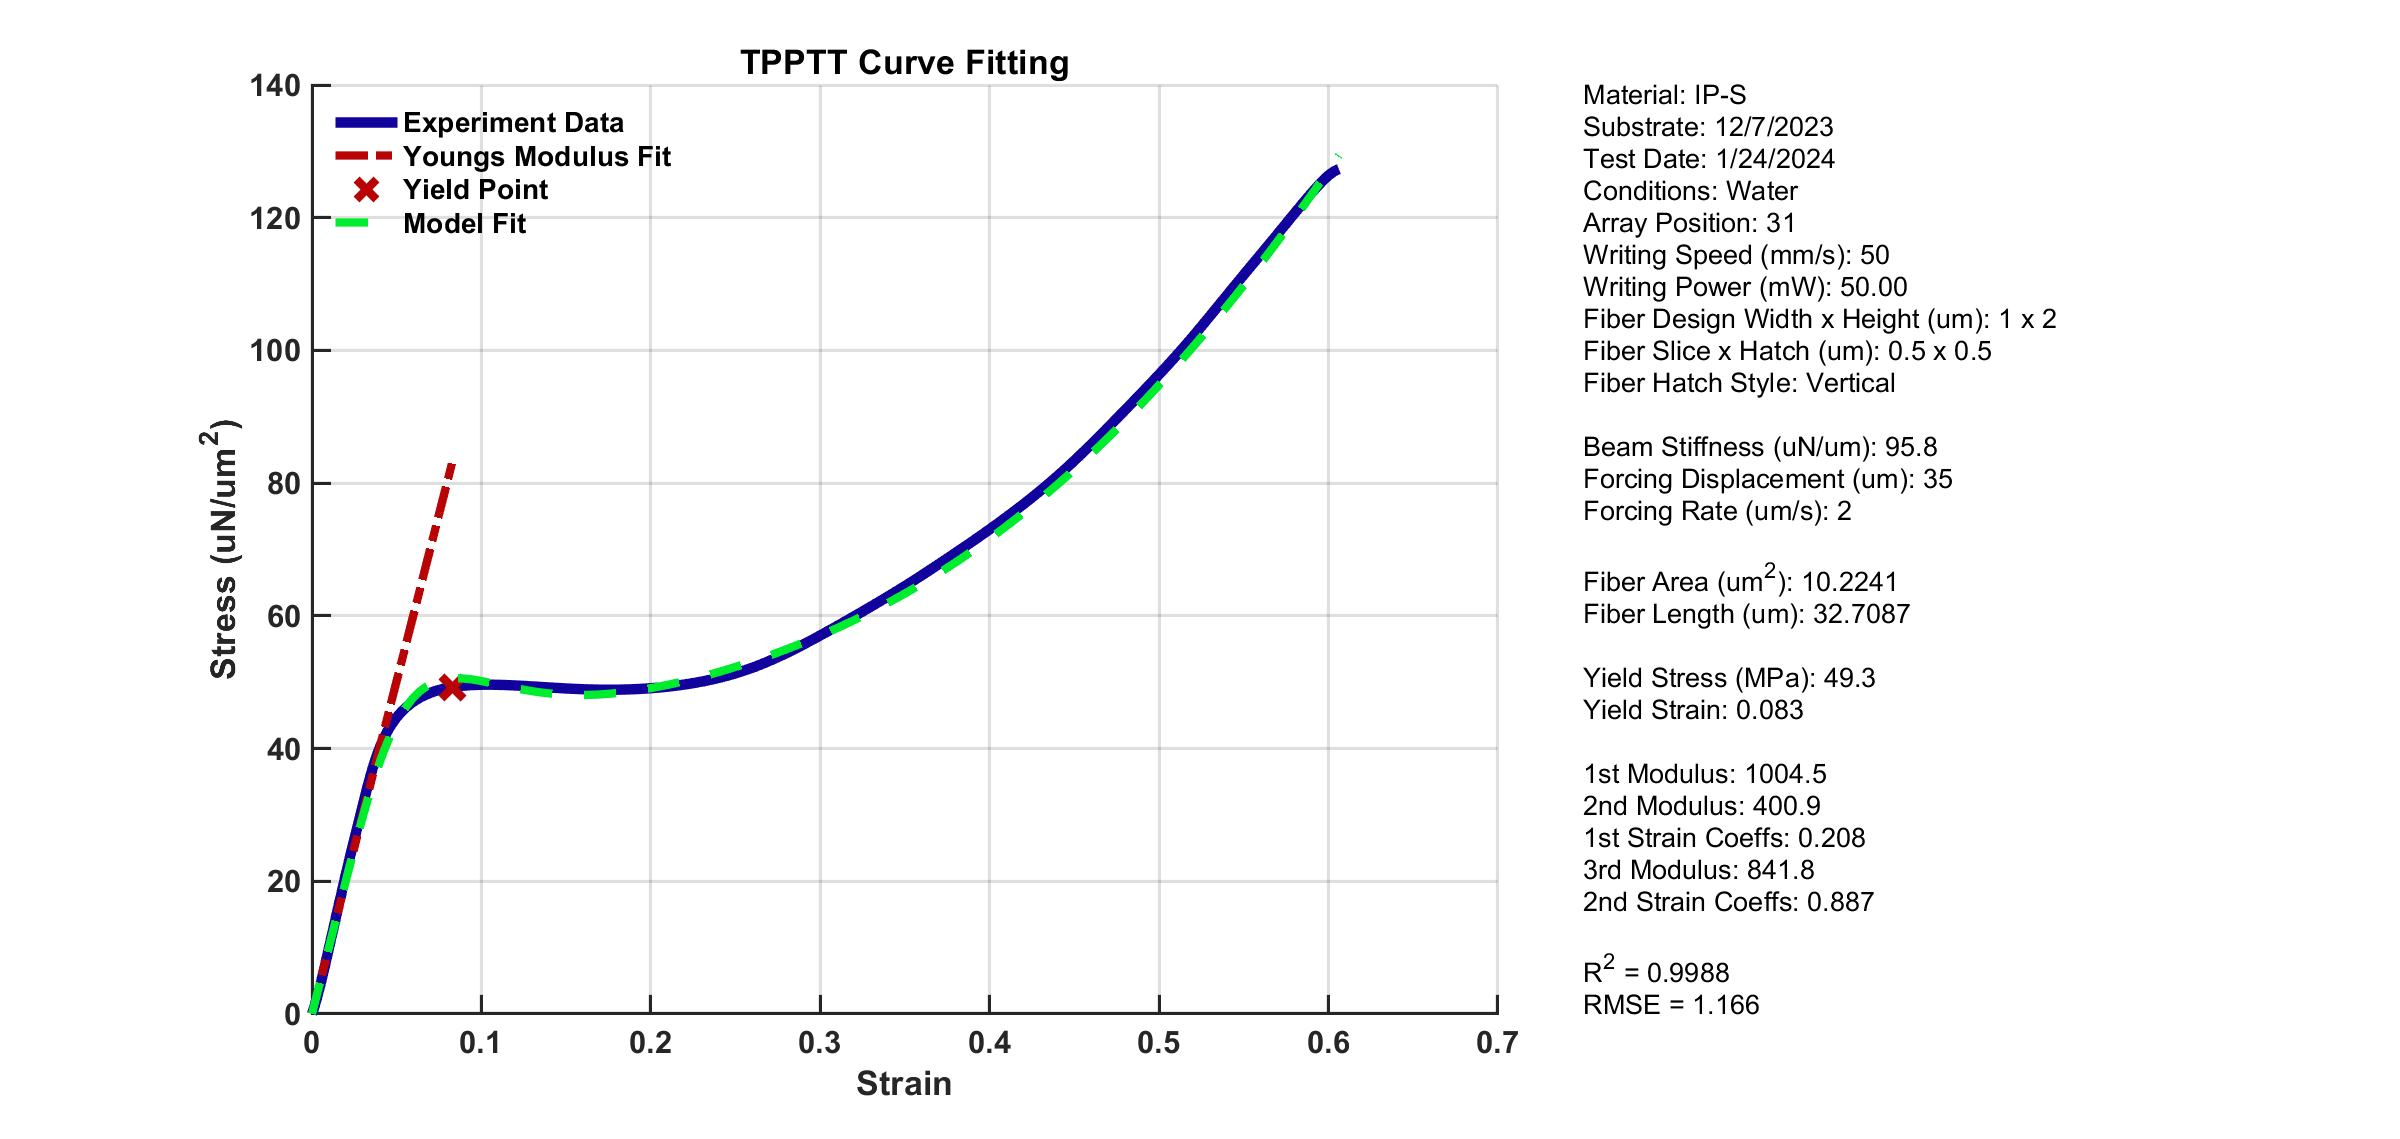 TPPTT Curve Fitting
140
120
100
80
60
40
20
0
Stress (uN/um²)
Experiment Data
Youngs Modulus Fit
Yield Point
Model Fit
0 0.1 0.2 0.3 0.4 0.5 0.6 0.7
Strain
Material: IP-S
Substrate: 12/7/2023
Test Date: 1/24/2024
Conditions: Water
Array Position: 31
Writing Speed (mm/s): 50
Writing Power (mW): 50.00
Fiber Design Width x Height (um): 1 x 2
Fiber Slice x Hatch (um): 0.5 x 0.5
Fiber Hatch Style: Vertical
Beam Stiffness (uN/um): 95.8
Forcing Displacement (um): 35
Forcing Rate (um/s): 2
Fiber Area (um²): 10.2241
Fiber Length (um): 32.7087
Yield Stress (MPa): 49.3
Yield Strain: 0.083
1st Modulus: 1004.5
2nd Modulus: 400.9
1st Strain Coeffs: 0.208
3rd Modulus: 841.8
2nd Strain Coeffs: 0.887
R² = 0.9988
RMSE = 1.166